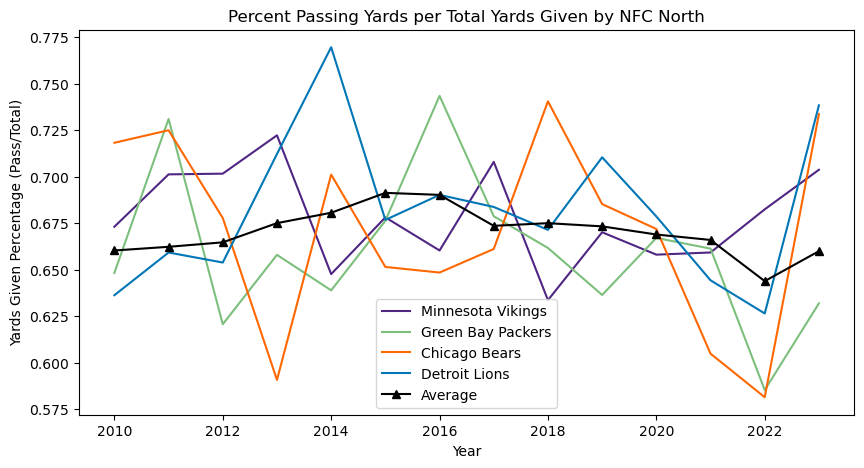 Percent Passing Yards per Total Yards Given by NFC North
Yards Given Percentage (Pass/Total)
0.775
0.750
0.725
0.700
0.675
0.650
0.625
0.600
0.575
Minnesota Vikings
Green Bay Packers
Chicago Bears
Detroit Lions
Average
2010 2012 2014 2016 2018 2020 2022
Year